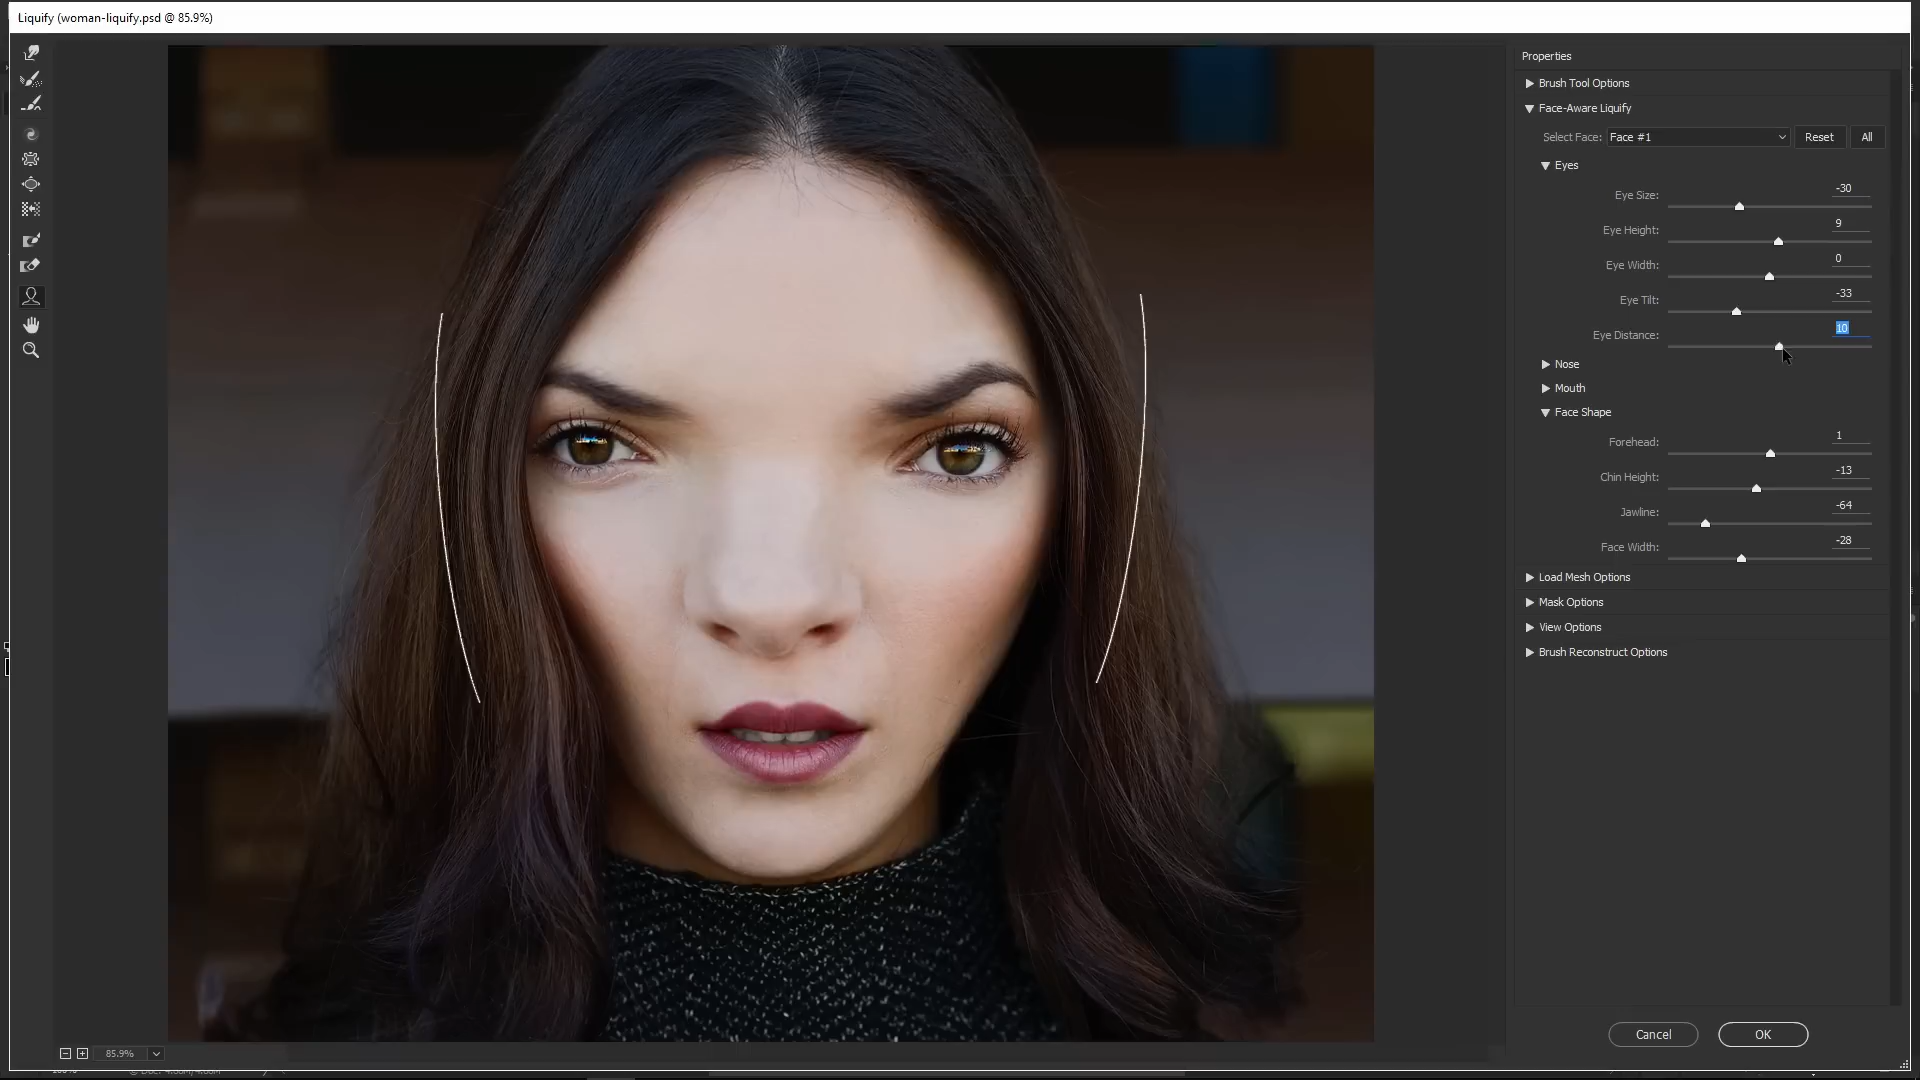 Liquify (woman-liquify.psd @ 85.9%)
Properties
Brush Tool Options
Face-Aware Liquify
Select Face: Face #1 Reset All
Eyes
Eye Size: -30
Eye Height: 9
Eye Width: 0
Eye Tilt: -33
Eye Distance: 10
Nose
Mouth
Face Shape
Forehead: 1
Chin Height: -13
Jawline: -64
Face Width: -28
Load Mesh Options
Mask Options
View Options
Brush Reconstruct Options
Cancel OK
85.9%